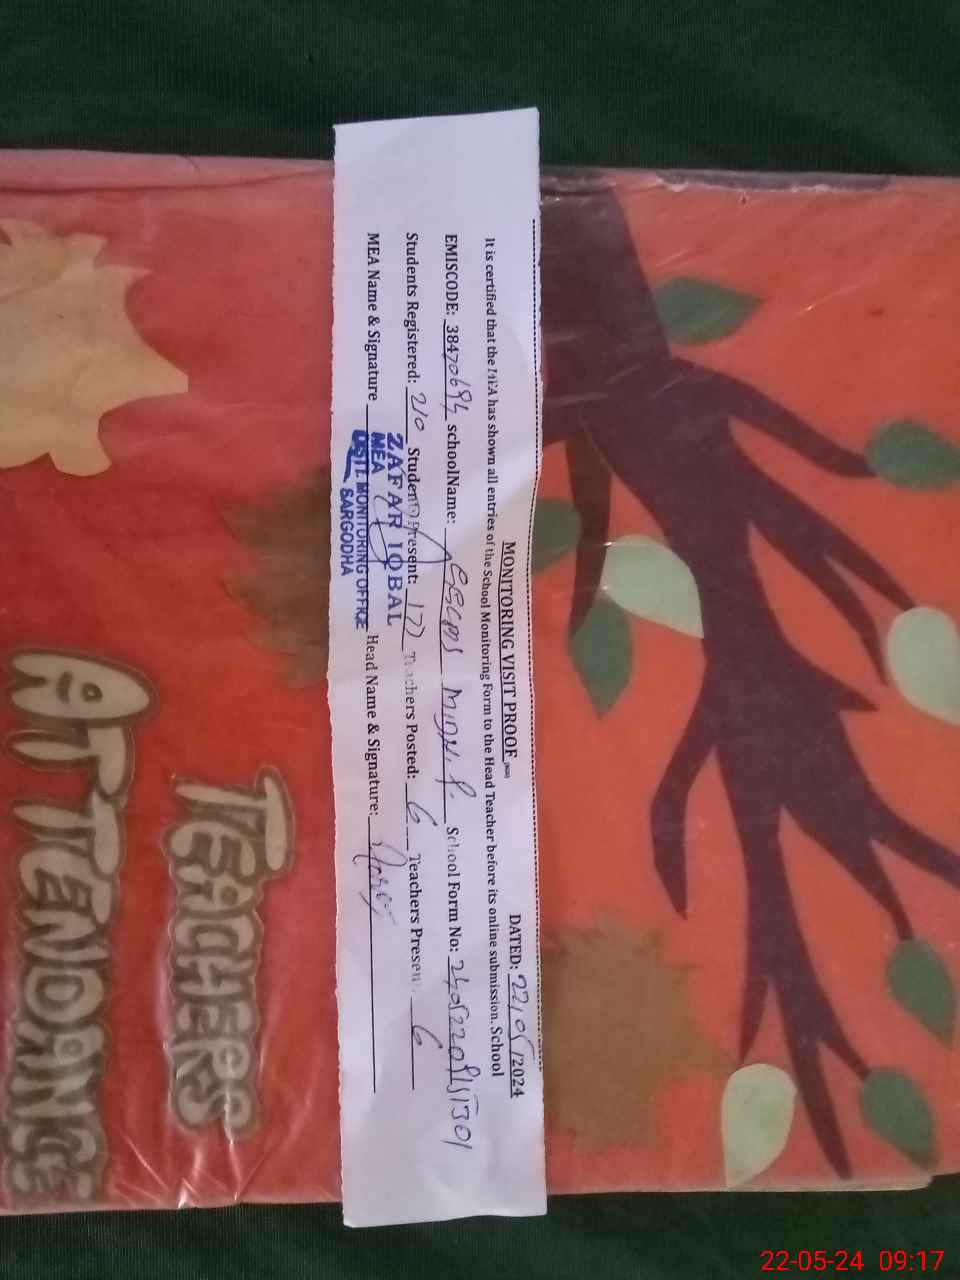 MONITORING VISIT PROOF
DATED: 22/05/2024
It is certified that the MEA has shown all entries of the School Monitoring Form to the Head Teacher before its online submission. School
EMISCODE: 38470694 schoolName: School Form No:
Students Registered: 210 Students Present: 177 Teachers Posted: 6 Teachers Present 6
MEA Name & Signature Head Name & Signature:
ZAFAR IQBAL
MEA
DISTT. MONITORING OFFICE
SARGODHA
TEACHERS
ATTENDANCE
22-05-24 09:17